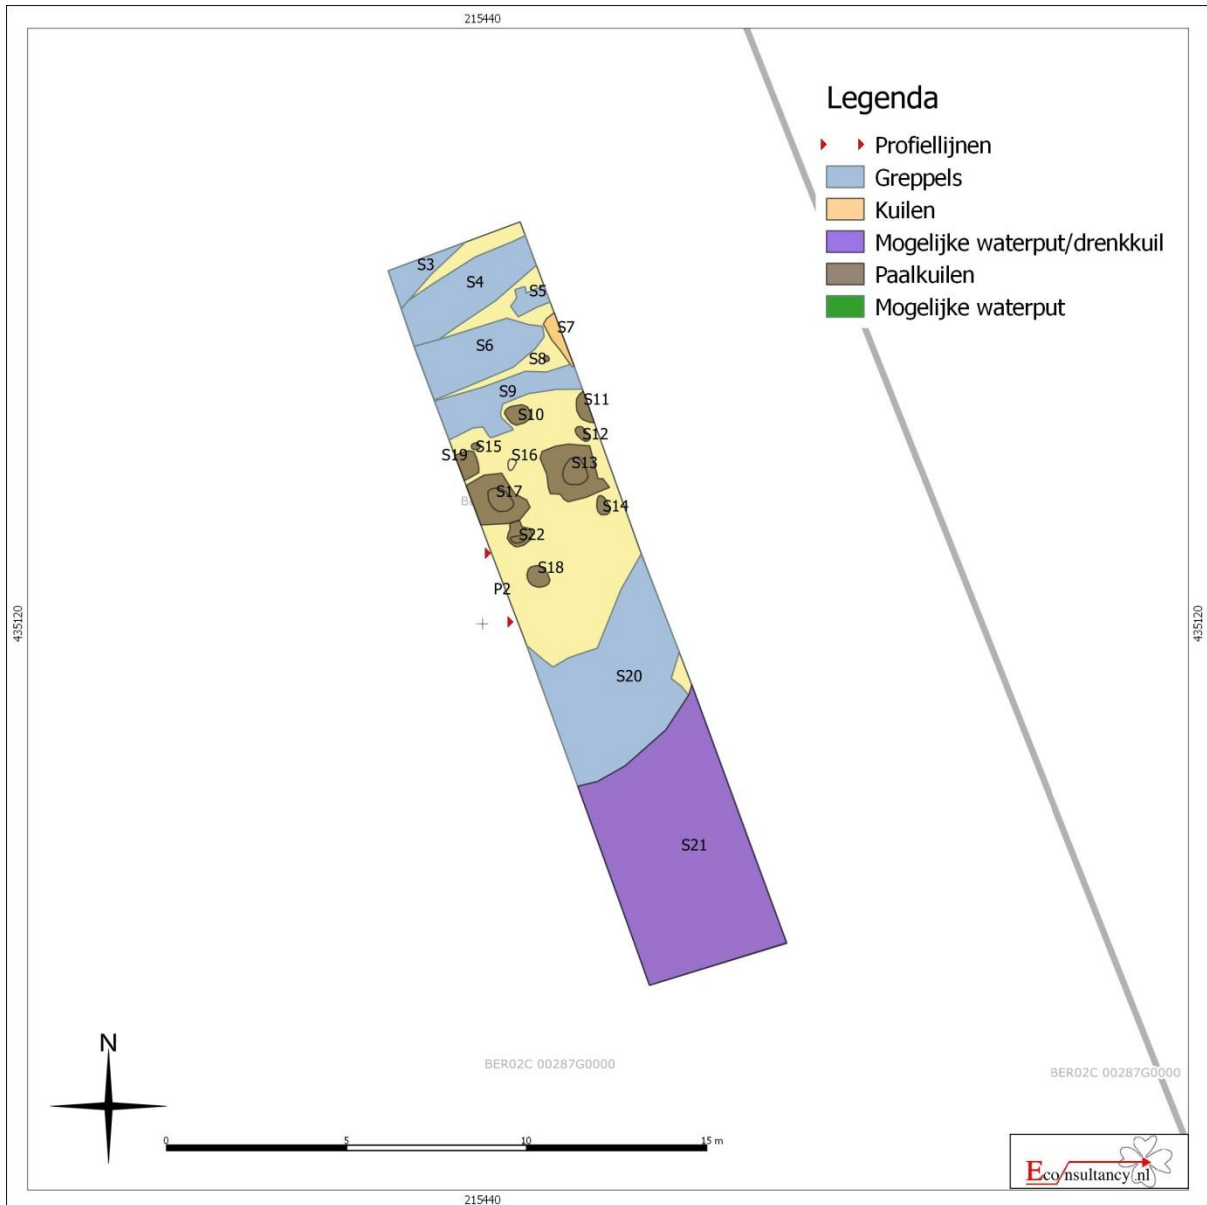 215440
Legenda
Profiellijnen
Greppels
Kuilen
Mogelijke waterput/drenkkuil
Paalkuilen
Mogelijke waterput
S3
S4
S5
S7
S6
S8
S9
S10
S11
S12
S15
S19
S16
S13
S17
S14
S22
S18
P2
435120
435120
S20
S21
N
BER02C 00287G0000
BER02C 00287G0000
0 5 10 15 m
Econsultancy.nl
215440